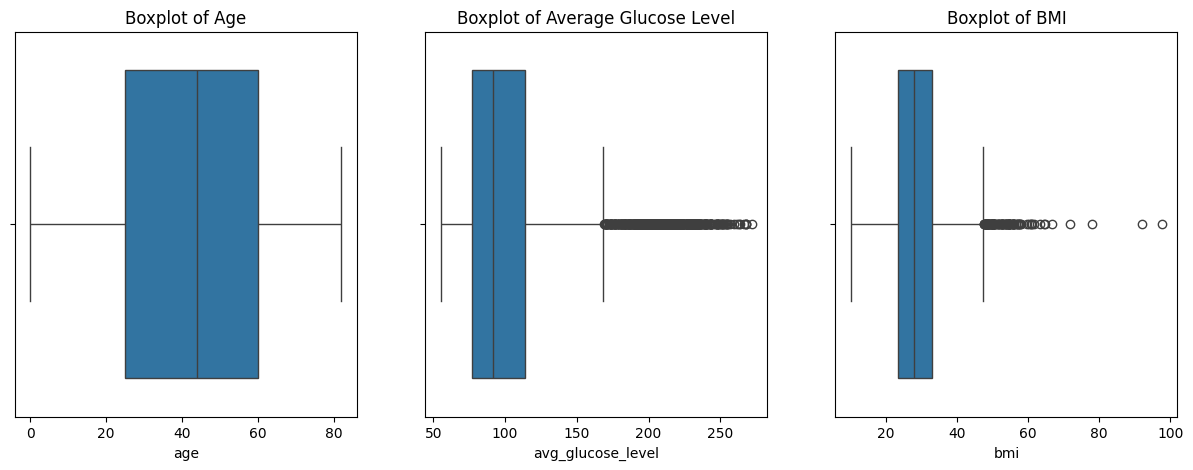 Boxplot of Age
0 20 40 60 80
age
Boxplot of Average Glucose Level
50 100 150 200 250
avg_glucose_level
Boxplot of BMI
20 40 60 80 100
bmi